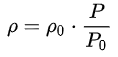 ρ = ρ₀ · P/P₀